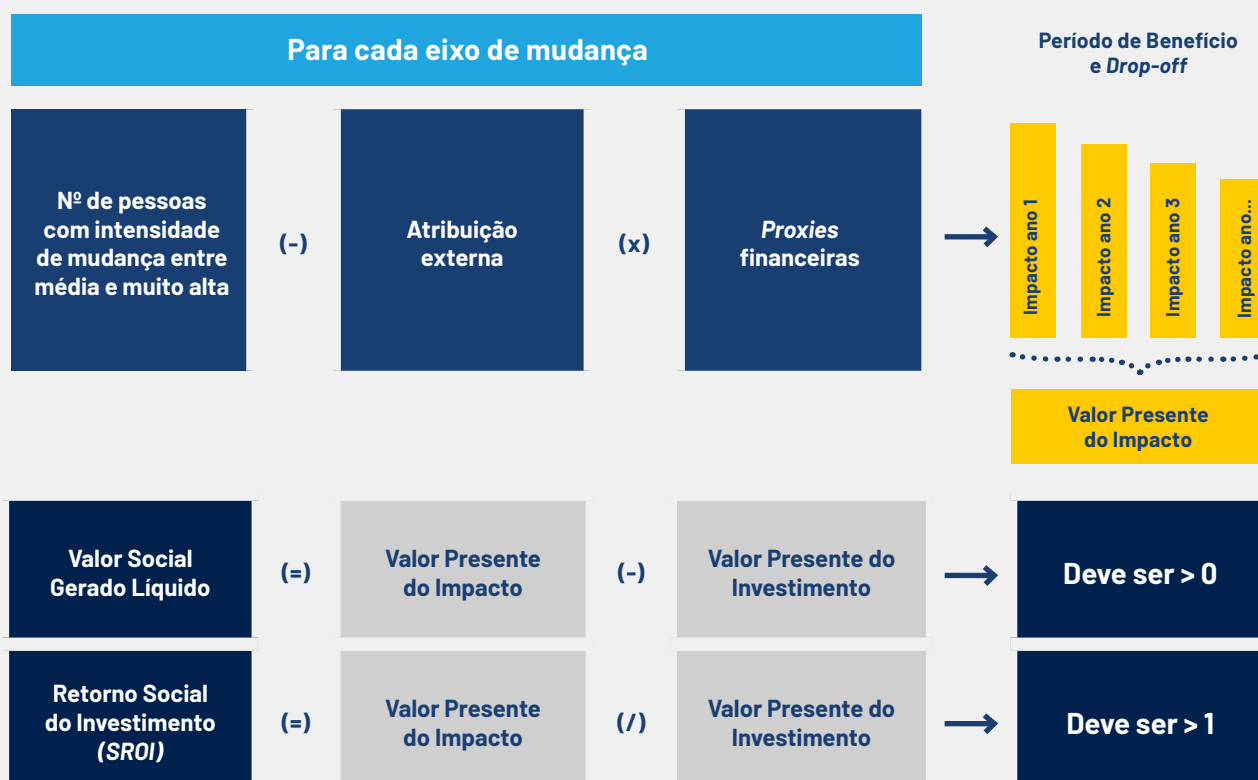 Para cada eixo de mudança
Período de Benefício
e Drop-off
Nº de pessoas
com intensidade
de mudança entre
média e muito alta
(-)
Atribuição
externa
(x)
Proxies
financeiras
Impacto ano 1
Impacto ano 2
Impacto ano 3
Impacto ano...
Valor Presente
do Impacto
Valor Social
Gerado Líquido
(=)
Valor Presente
do Impacto
(-)
Valor Presente do
Investimento
Deve ser > 0
Retorno Social
do Investimento
(SROI)
(=)
Valor Presente
do Impacto
(/)
Valor Presente do
Investimento
Deve ser > 1